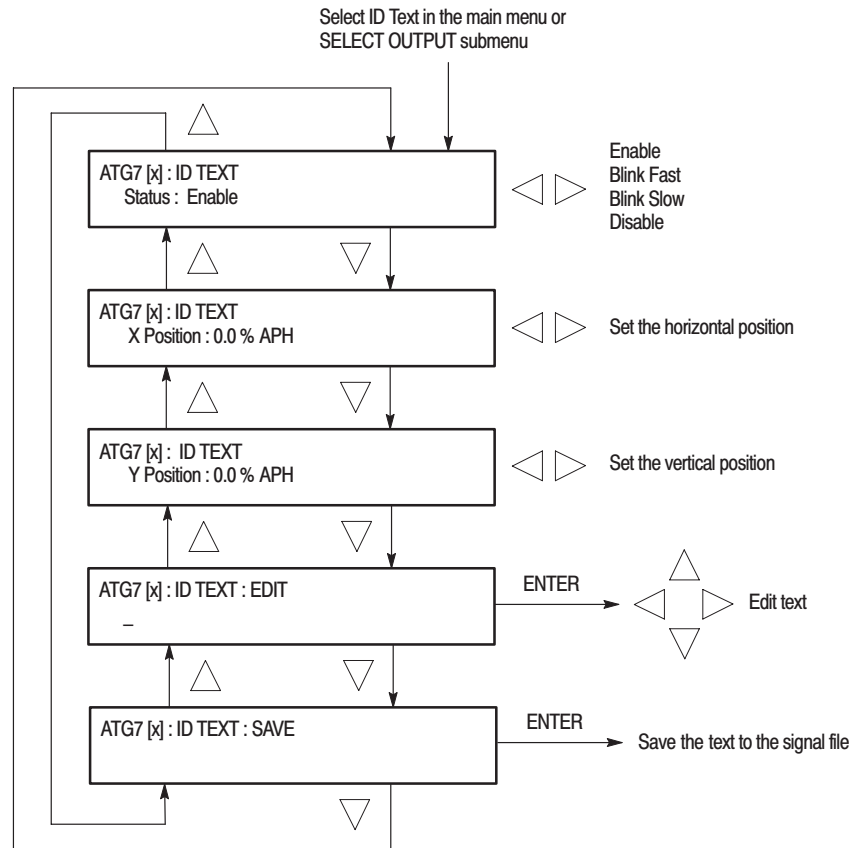 Select ID Text in the main menu or
SELECT OUTPUT submenu
ATG7 [x] : ID TEXT
Status : Enable
Enable
Blink Fast
Blink Slow
Disable
ATG7 [x] : ID TEXT
X Position : 0.0 % APH
Set the horizontal position
ATG7 [x] : ID TEXT
Y Position : 0.0 % APH
Set the vertical position
ATG7 [x] : ID TEXT : EDIT
_
ENTER
Edit text
ATG7 [x] : ID TEXT : SAVE
ENTER
Save the text to the signal file